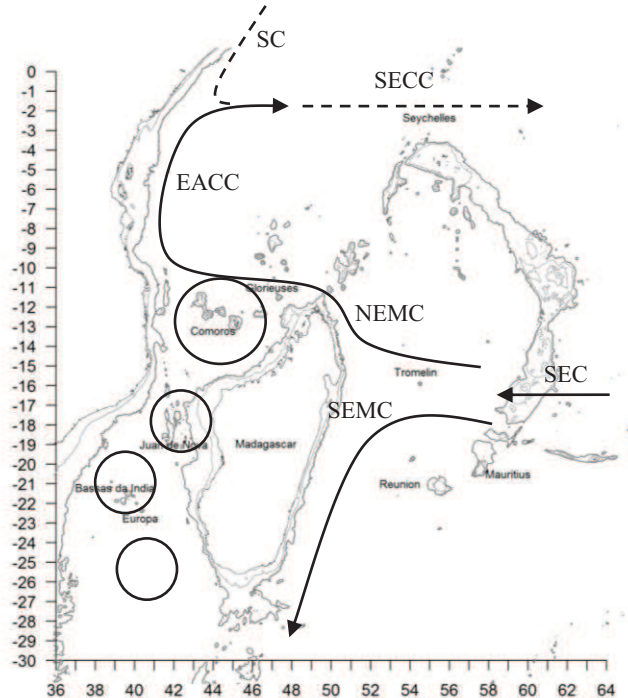 SC
0
SECC
-1
-2
Seychelles
-3
-4
-5
EACC
-6
-7
-8
-9
-10
Glorieuses
-11
-12
NEMC
-13
Comoros
-14
-15
Tromelin
SEC
-16
-17
SEMC
-18
Juan de Nova
Madagascar
-19
-20
Mauritius
-21
Bassas da India
Reunion
-22
Europa
-23
-24
-25
-26
-27
-28
-29
-30
36 38 40 42 44 46 48 50 52 54 56 58 60 62 64